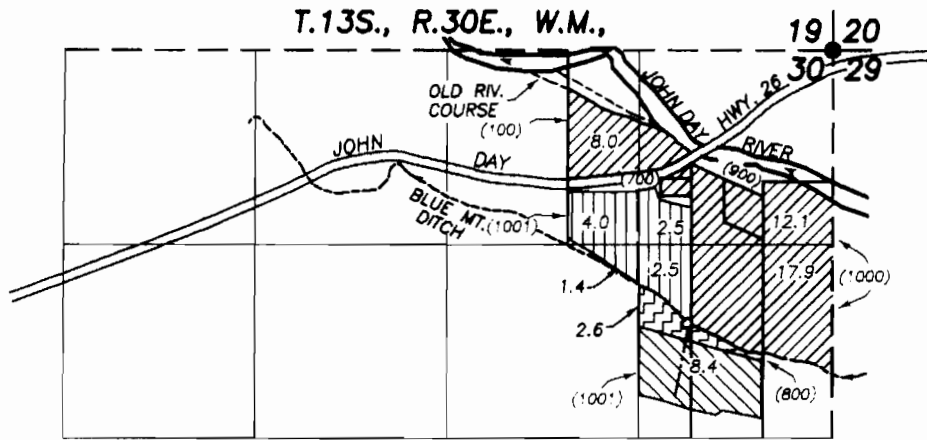 T.13S., R.30E., W.M.,
19 20
30 29
OLD RIV.
COURSE
(100)
JOHN DAY
RIVER
HWY. 26
8.0
JOHN
DAY
(700)
(900)
BLUE MT.
DITCH
(1001)
4.0
2.5
12.1
2.5
17.9
(1000)
1.4
2.6
8.4
(1001)
(800)